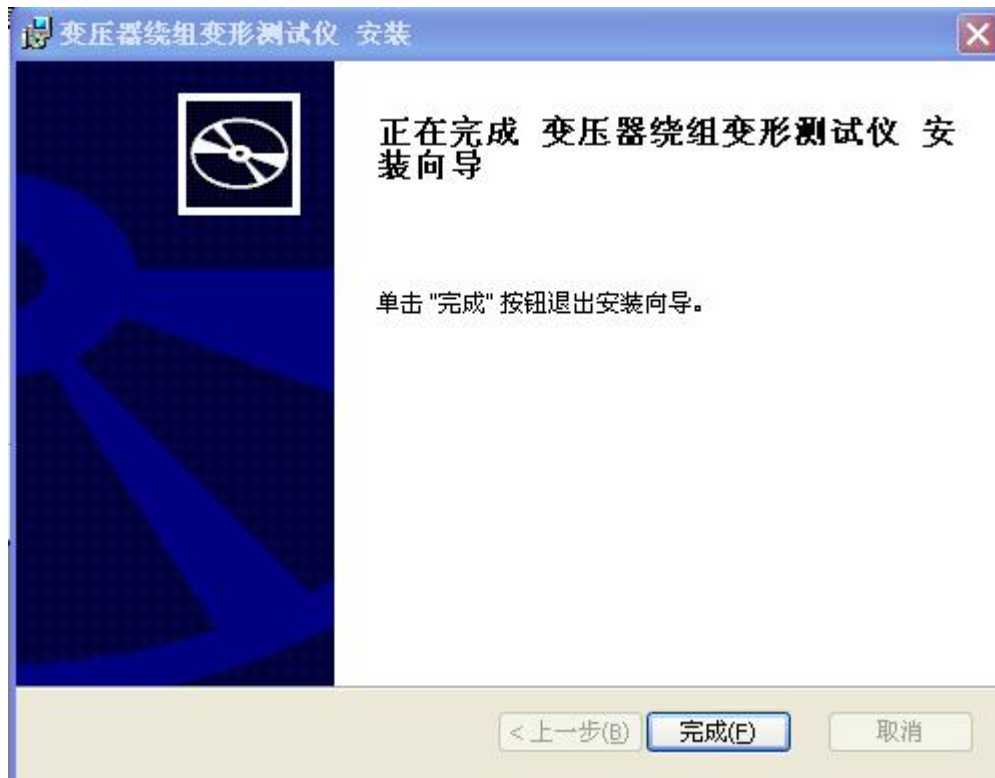 变压器绕组变形测试仪 安装
正在完成 变压器绕组变形测试仪 安
装向导
单击 "完成" 按钮退出安装向导。
< 上一步(B) 完成(F) 取消